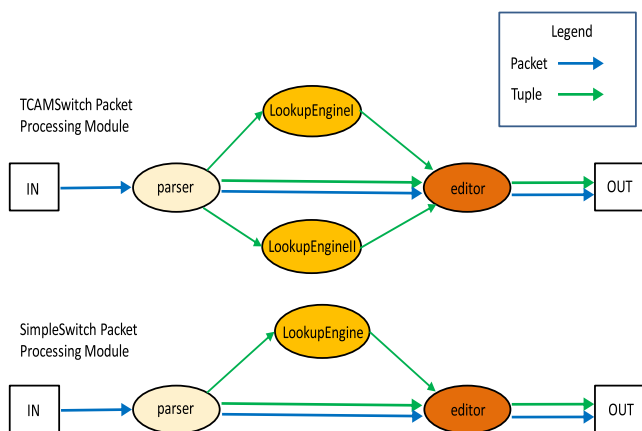 Legend
Packet
Tuple
TCAMSwitch Packet
Processing Module
LookupEngineI
IN
parser
editor
OUT
LookupEngineII
SimpleSwitch Packet
Processing Module
LookupEngine
IN
parser
editor
OUT